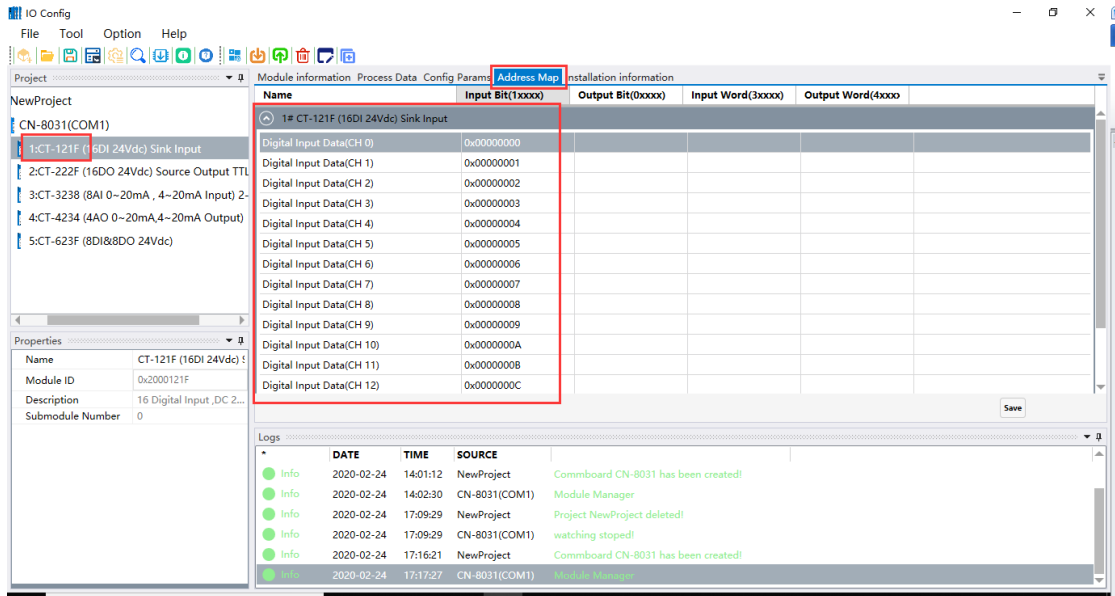 IO Config
File Tool Option Help
Project
NewProject
CN-8031(COM1)
1:CT-121F (16DI 24Vdc) Sink Input
2:CT-222F (16DO 24Vdc) Source Output TTL
3:CT-3238 (8AI 0~20mA , 4~20mA Input) 2-
4:CT-4234 (4AO 0~20mA,4~20mA Output)
5:CT-623F (8DI&8DO 24Vdc)
Properties
Name CT-121F (16DI 24Vdc) S
Module ID 0x2000121F
Description 16 Digital Input ,DC 2...
Submodule Number 0
Module information Process Data Config Params Address Map nstallation information
Name Input Bit(1xxxx) Output Bit(0xxxx) Input Word(3xxxx) Output Word(4xxxx
1# CT-121F (16DI 24Vdc) Sink Input
Digital Input Data(CH 0) 0x00000000
Digital Input Data(CH 1) 0x00000001
Digital Input Data(CH 2) 0x00000002
Digital Input Data(CH 3) 0x00000003
Digital Input Data(CH 4) 0x00000004
Digital Input Data(CH 5) 0x00000005
Digital Input Data(CH 6) 0x00000006
Digital Input Data(CH 7) 0x00000007
Digital Input Data(CH 8) 0x00000008
Digital Input Data(CH 9) 0x00000009
Digital Input Data(CH 10) 0x0000000A
Digital Input Data(CH 11) 0x0000000B
Digital Input Data(CH 12) 0x0000000C
Save
Logs
* DATE TIME SOURCE
Info 2020-02-24 14:01:12 NewProject Commboard CN-8031 has been created!
Info 2020-02-24 14:02:30 CN-8031(COM1) Module Manager
Info 2020-02-24 17:09:29 NewProject Project NewProject deleted!
Info 2020-02-24 17:09:29 CN-8031(COM1) watching stoped!
Info 2020-02-24 17:16:21 NewProject Commboard CN-8031 has been created!
Info 2020-02-24 17:17:27 CN-8031(COM1) Module Manager